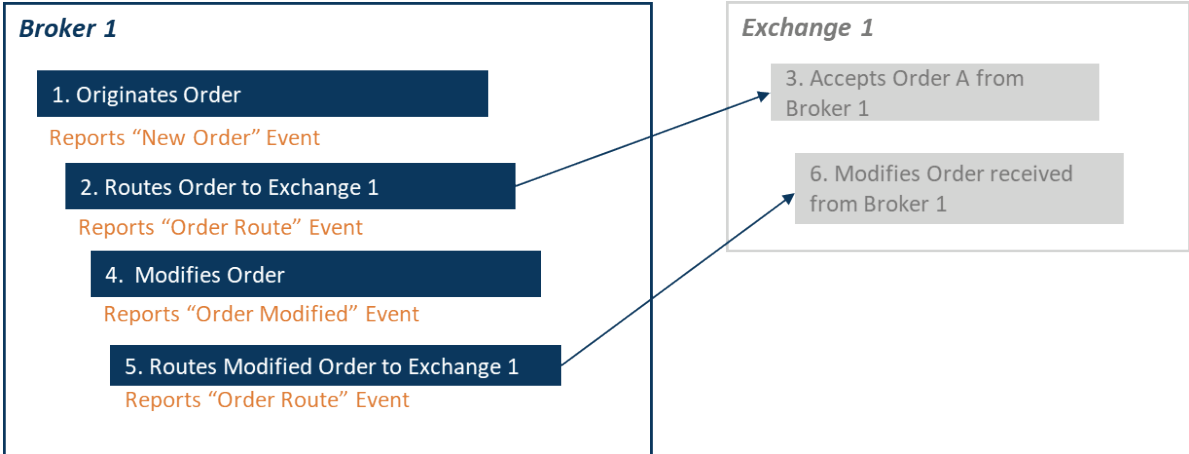 Broker 1
1. Originates Order
Reports “New Order” Event
2. Routes Order to Exchange 1
Reports “Order Route” Event
4.  Modifies Order
Reports “Order Modified” Event
5. Routes Modified Order to Exchange 1
Reports “Order Route” Event
Exchange 1
3. Accepts Order A from
Broker 1
6. Modifies Order received
from Broker 1